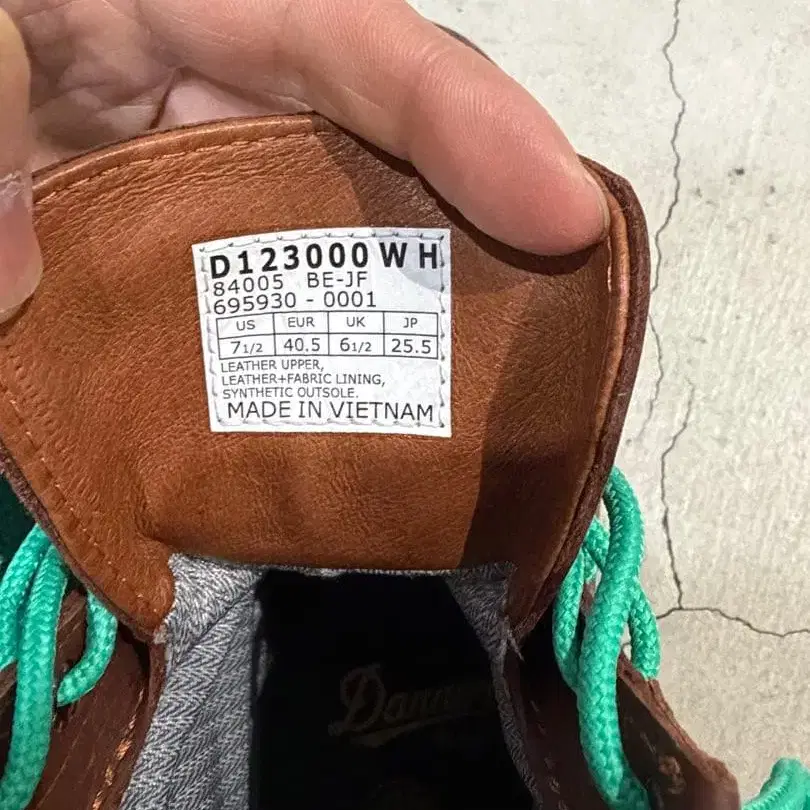 D123000 W H
84005 BE-JF
695930 - 0001
US EUR UK JP
7 1/2 40.5 6 1/2 25.5
LEATHER UPPER,
LEATHER+FABRIC LINING,
SYNTHETIC OUTSOLE.
MADE IN VIETNAM
Danner